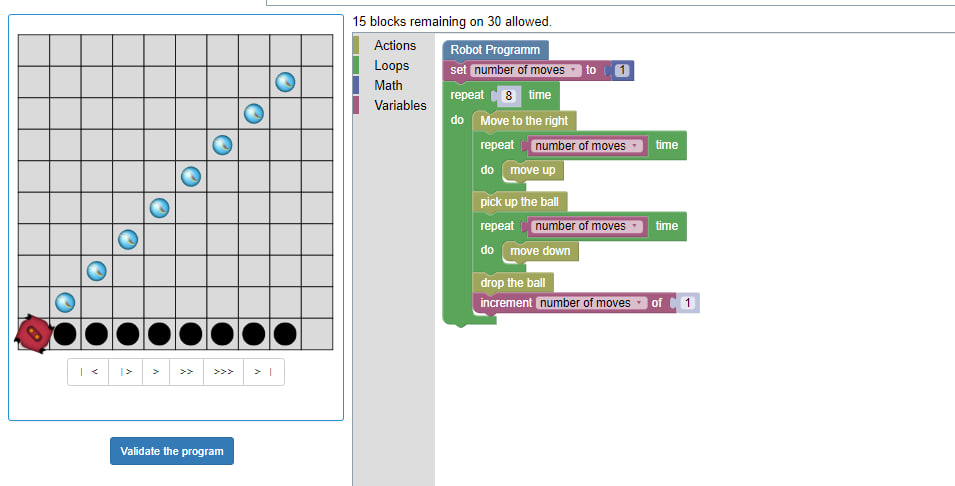 15 blocks remaining on 30 allowed.
Actions
Loops
Math
Variables
Robot Programm
set number of moves to 1
repeat 8 time
do Move to the right
repeat number of moves time
do move up
pick up the ball
repeat number of moves time
do move down
drop the ball
increment number of moves of 1
| < |> > >> >>> > |
Validate the program